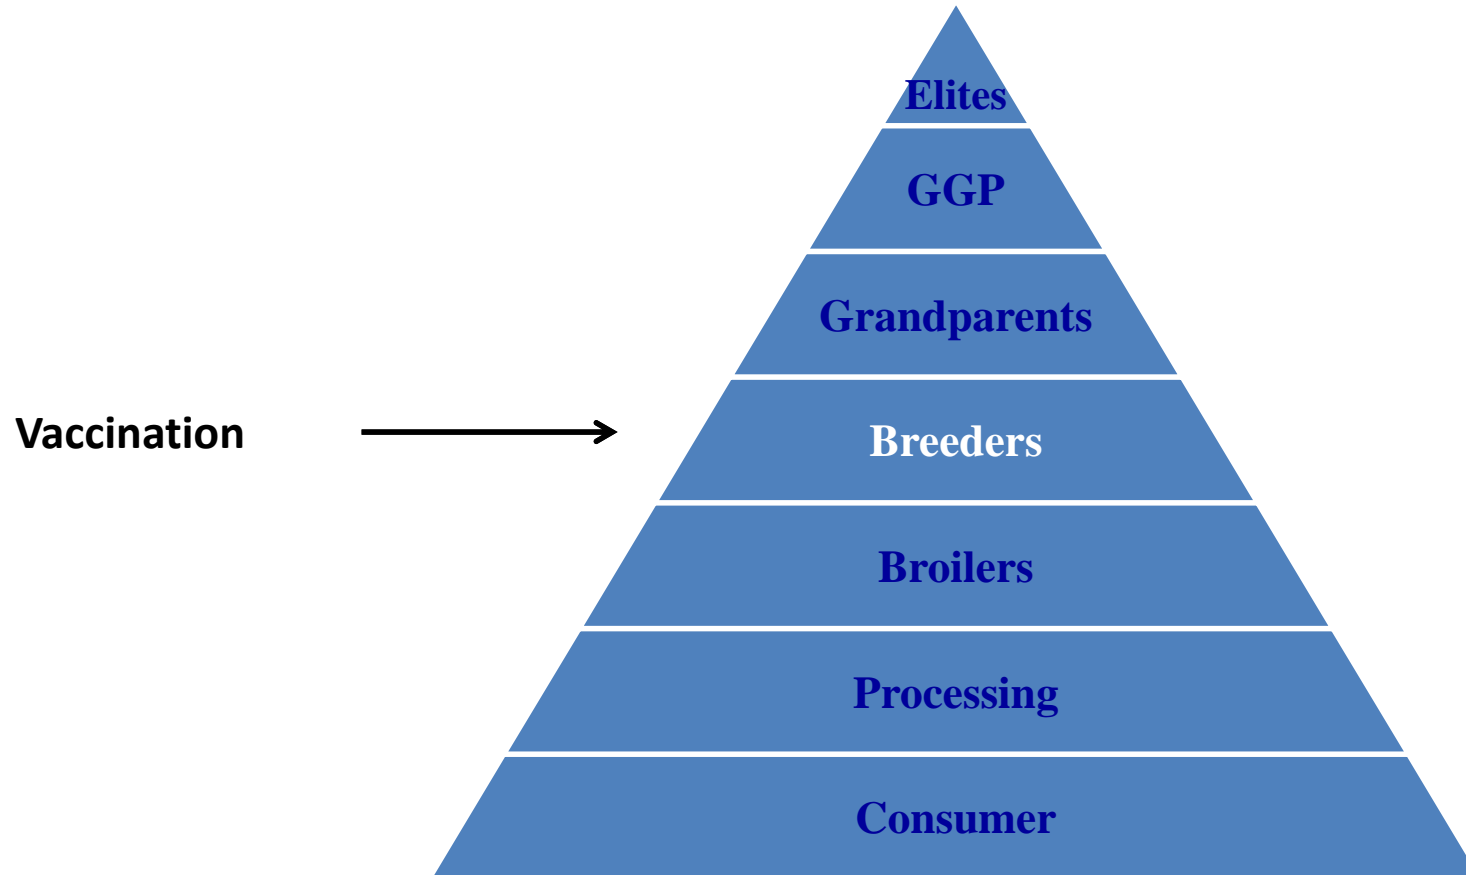 Elites
GGP
Grandparents
Vaccination
Breeders
Broilers
Processing
Consumer